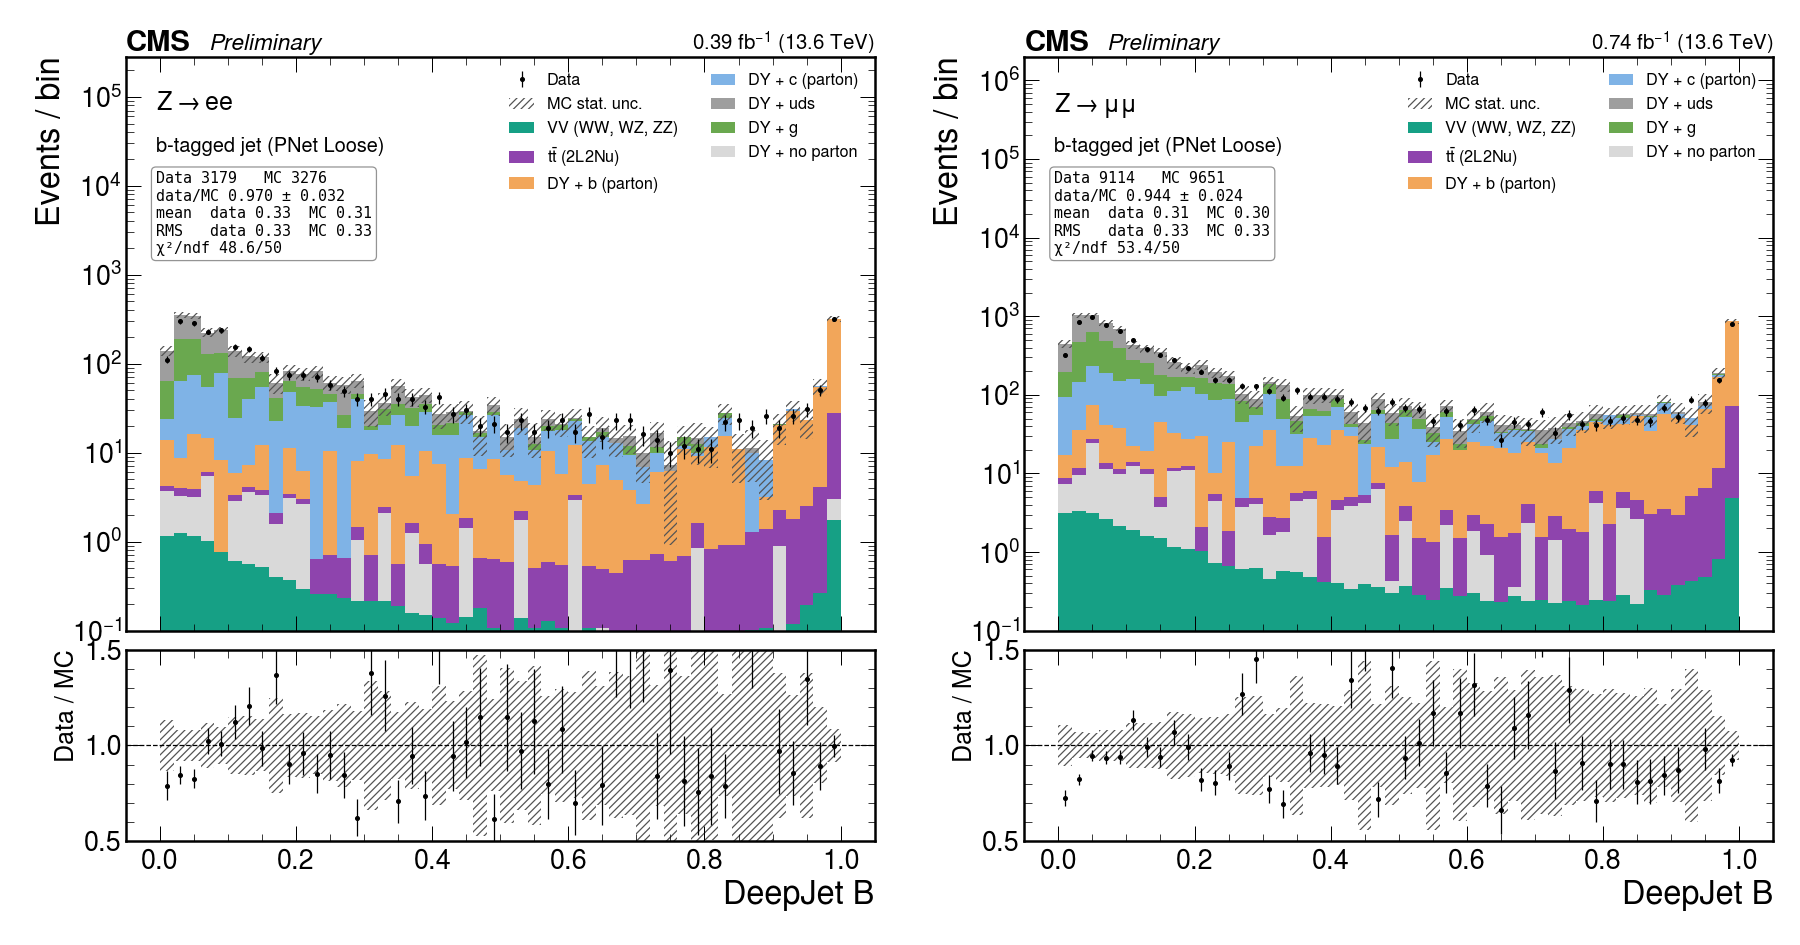 CMS Preliminary 0.39 fb⁻¹ (13.6 TeV)
Events / bin
10⁵
10⁴
10³
10²
10¹
10⁰
10⁻¹
Z → ee
b-tagged jet (PNet Loose)
Data 3179 MC 3276
data/MC 0.970 ± 0.032
mean data 0.33 MC 0.31
RMS data 0.33 MC 0.33
χ²/ndf 48.6/50
Data
MC stat. unc.
VV (WW, WZ, ZZ)
tt̄ (2L2Nu)
DY + b (parton)
DY + c (parton)
DY + uds
DY + g
DY + no parton
Data / MC
1.5
1.0
0.5
0.0 0.2 0.4 0.6 0.8 1.0
DeepJet B
CMS Preliminary 0.74 fb⁻¹ (13.6 TeV)
Events / bin
10⁶
10⁵
10⁴
10³
10²
10¹
10⁰
10⁻¹
Z → μμ
b-tagged jet (PNet Loose)
Data 9114 MC 9651
data/MC 0.944 ± 0.024
mean data 0.31 MC 0.30
RMS data 0.33 MC 0.33
χ²/ndf 53.4/50
Data
MC stat. unc.
VV (WW, WZ, ZZ)
tt̄ (2L2Nu)
DY + b (parton)
DY + c (parton)
DY + uds
DY + g
DY + no parton
Data / MC
1.5
1.0
0.5
0.0 0.2 0.4 0.6 0.8 1.0
DeepJet B